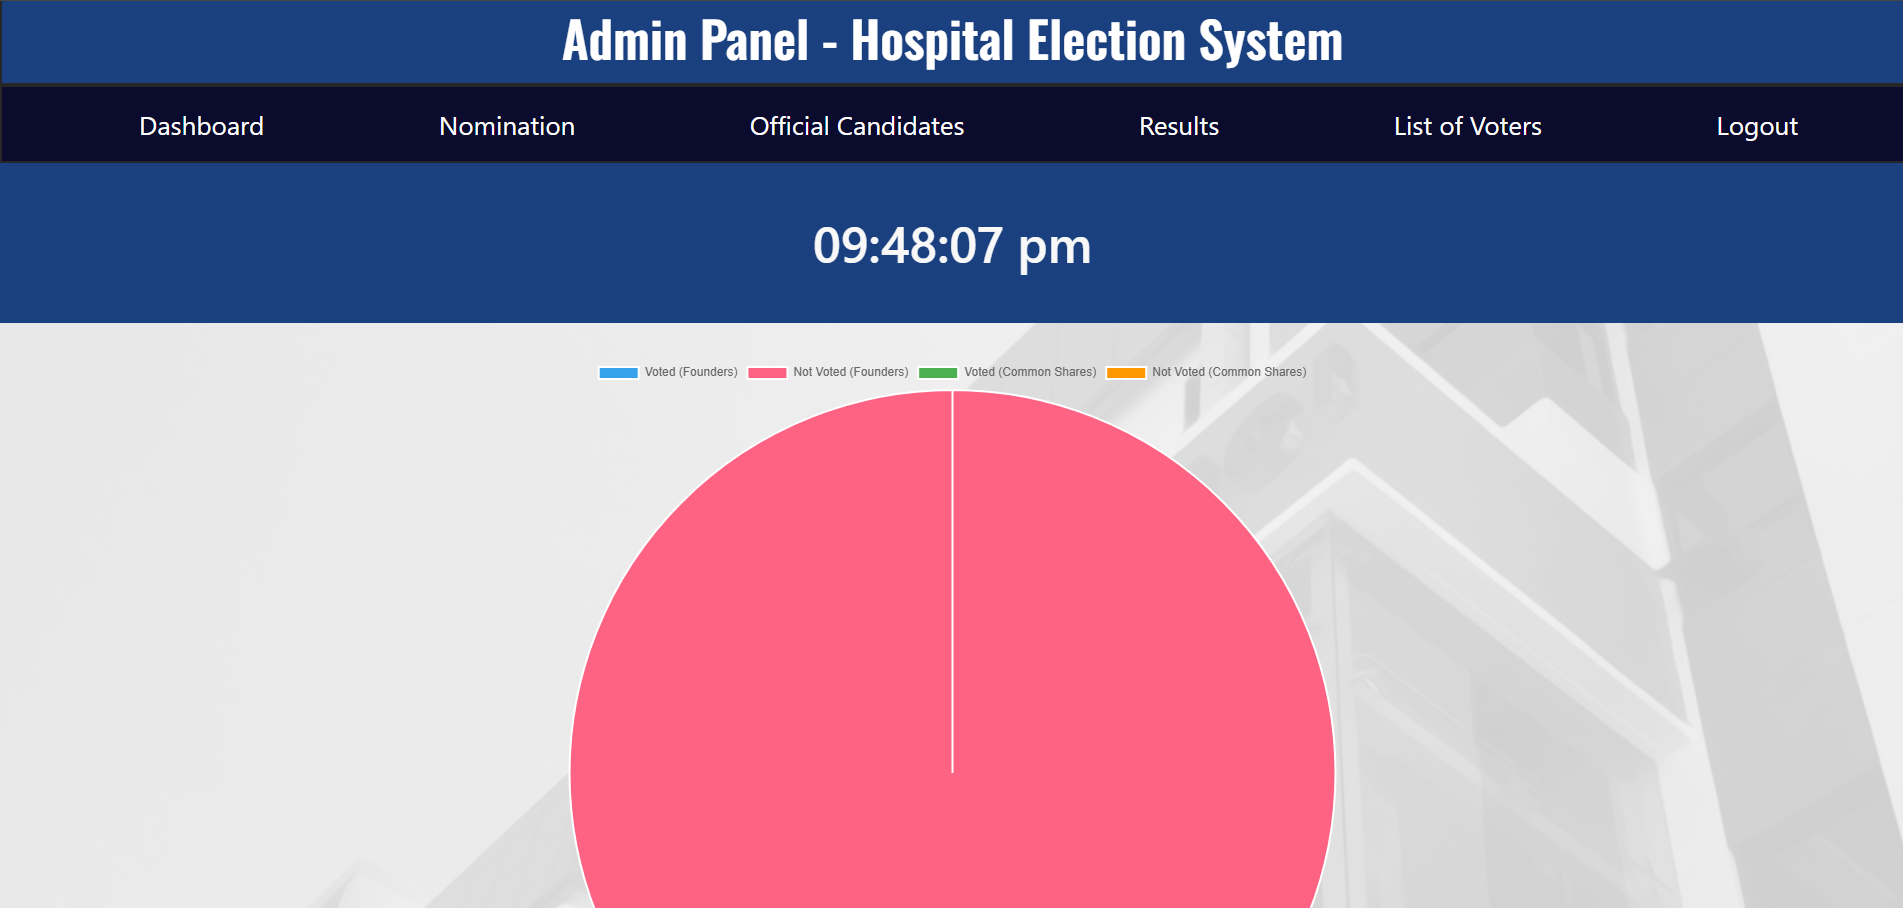 Admin Panel - Hospital Election System
Dashboard Nomination Official Candidates Results List of Voters Logout
09:48:07 pm
Voted (Founders) Not Voted (Founders) Voted (Common Shares) Not Voted (Common Shares)